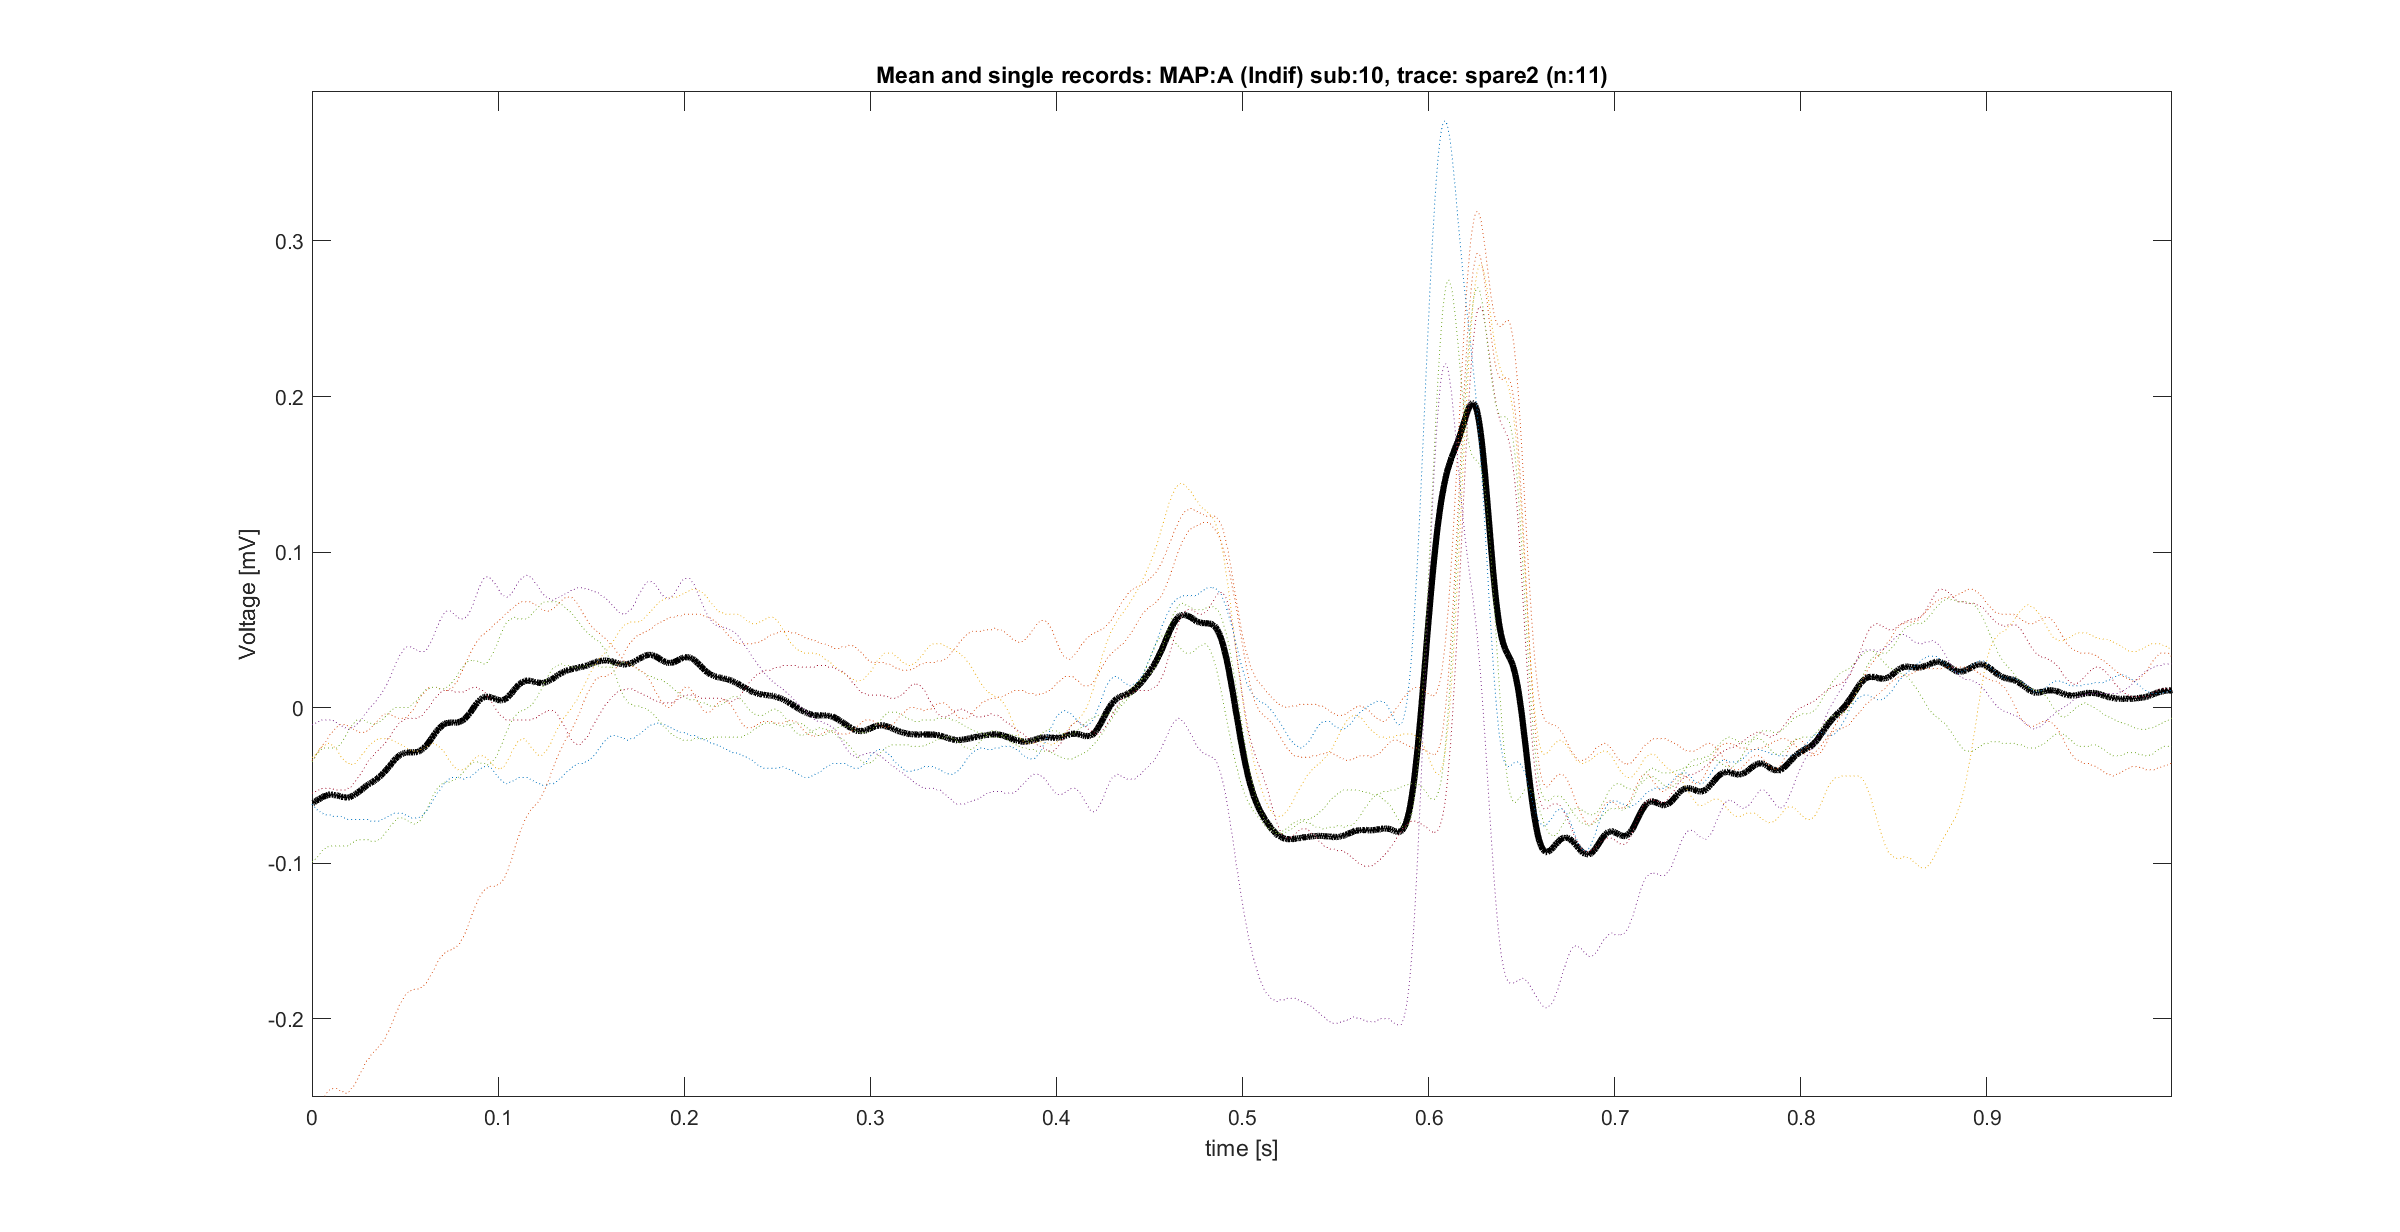 Mean and single records: MAP:A (Indif) sub:10, trace: spare2 (n:11)
Voltage [mV]
0.3
0.2
0.1
0
-0.1
-0.2
0 0.1 0.2 0.3 0.4 0.5 0.6 0.7 0.8 0.9
time [s]